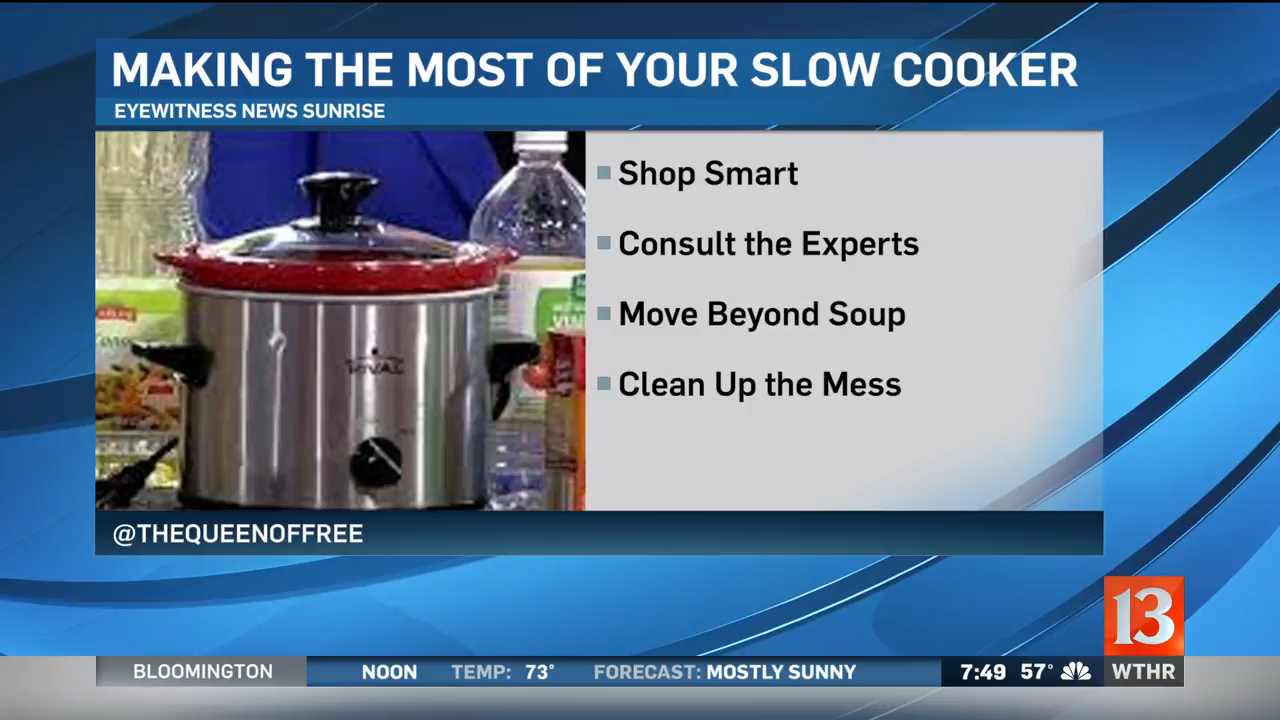 MAKING THE MOST OF YOUR SLOW COOKER
EYEWITNESS NEWS SUNRISE
Shop Smart
Consult the Experts
Move Beyond Soup
Clean Up the Mess
RIVAL
@THEQUEENOFFREE
13
WTHR
BLOOMINGTON
NOON TEMP: 73° FORECAST: MOSTLY SUNNY
7:49 57°